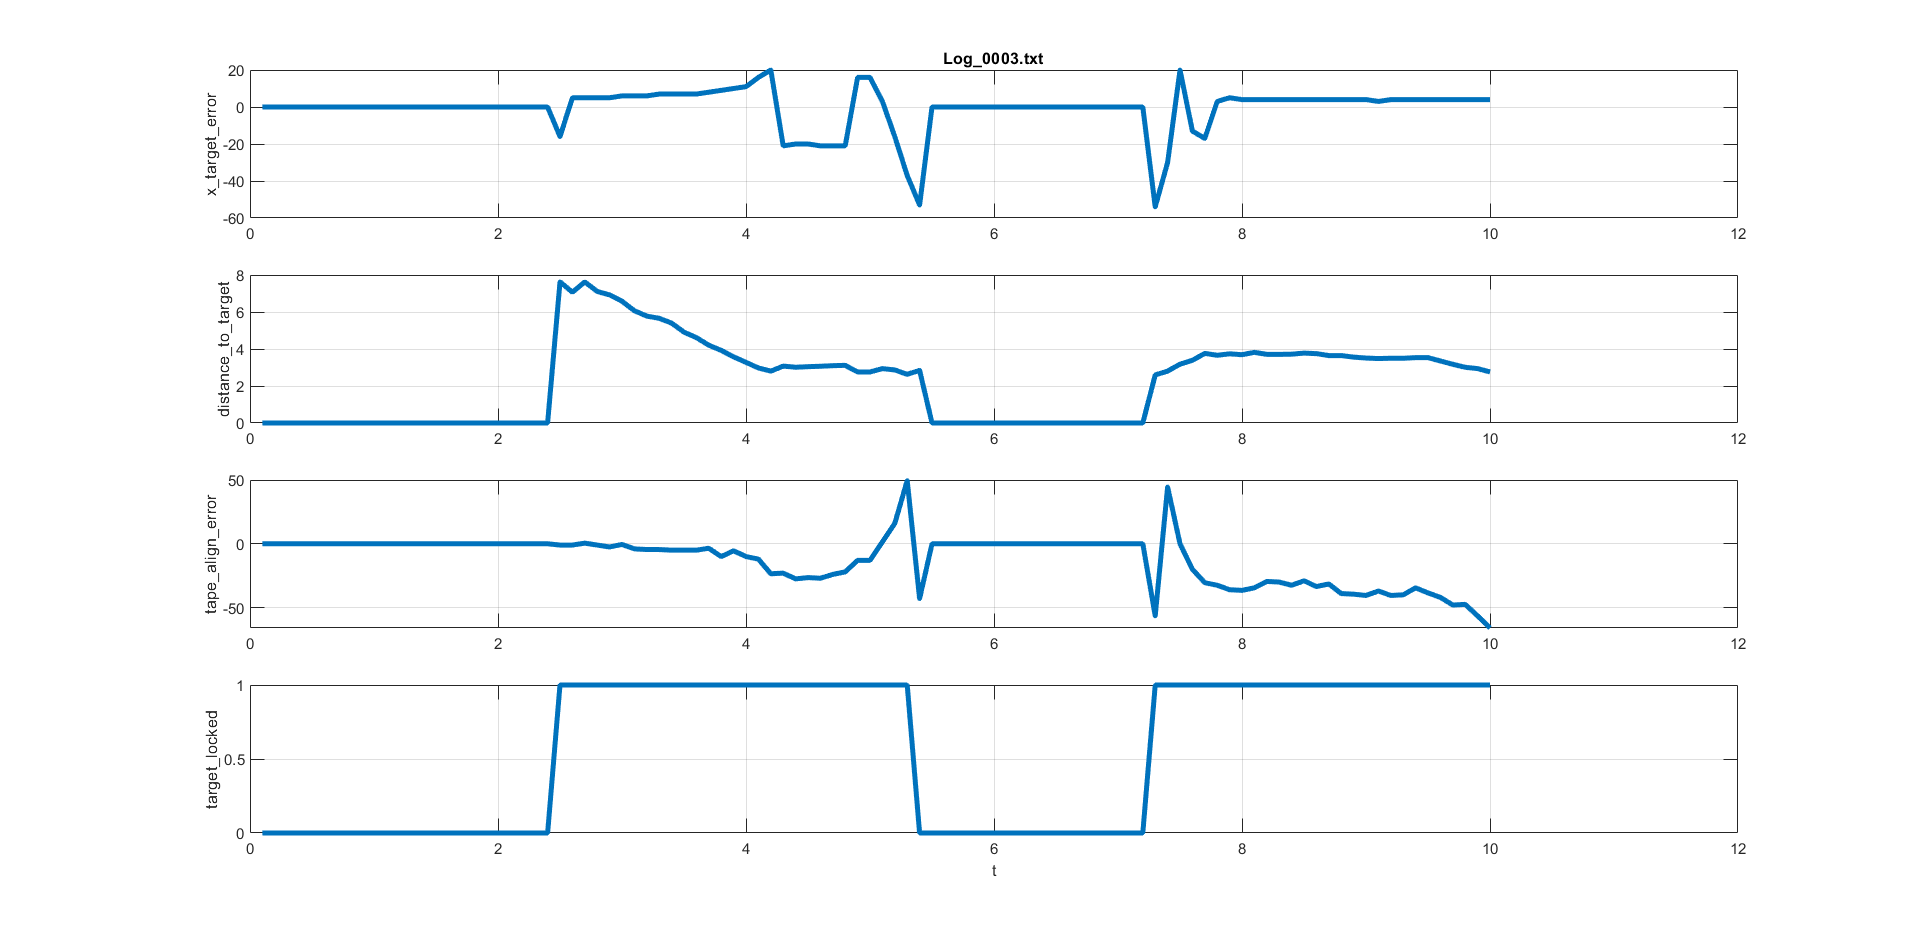 Log_0003.txt
20
0
-20
-40
-60
x_target_error
0 2 4 6 8 10 12
8
6
4
2
0
distance_to_target
0 2 4 6 8 10 12
50
0
-50
tape_align_error
0 2 4 6 8 10 12
1
0.5
0
target_locked
0 2 4 6 8 10 12
t